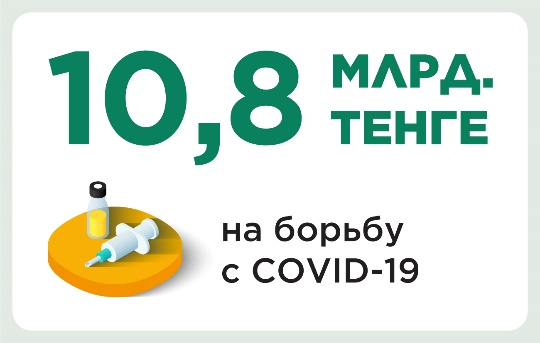 10,8
МЛРД.
ТЕНГЕ
на борьбу
с COVID-19